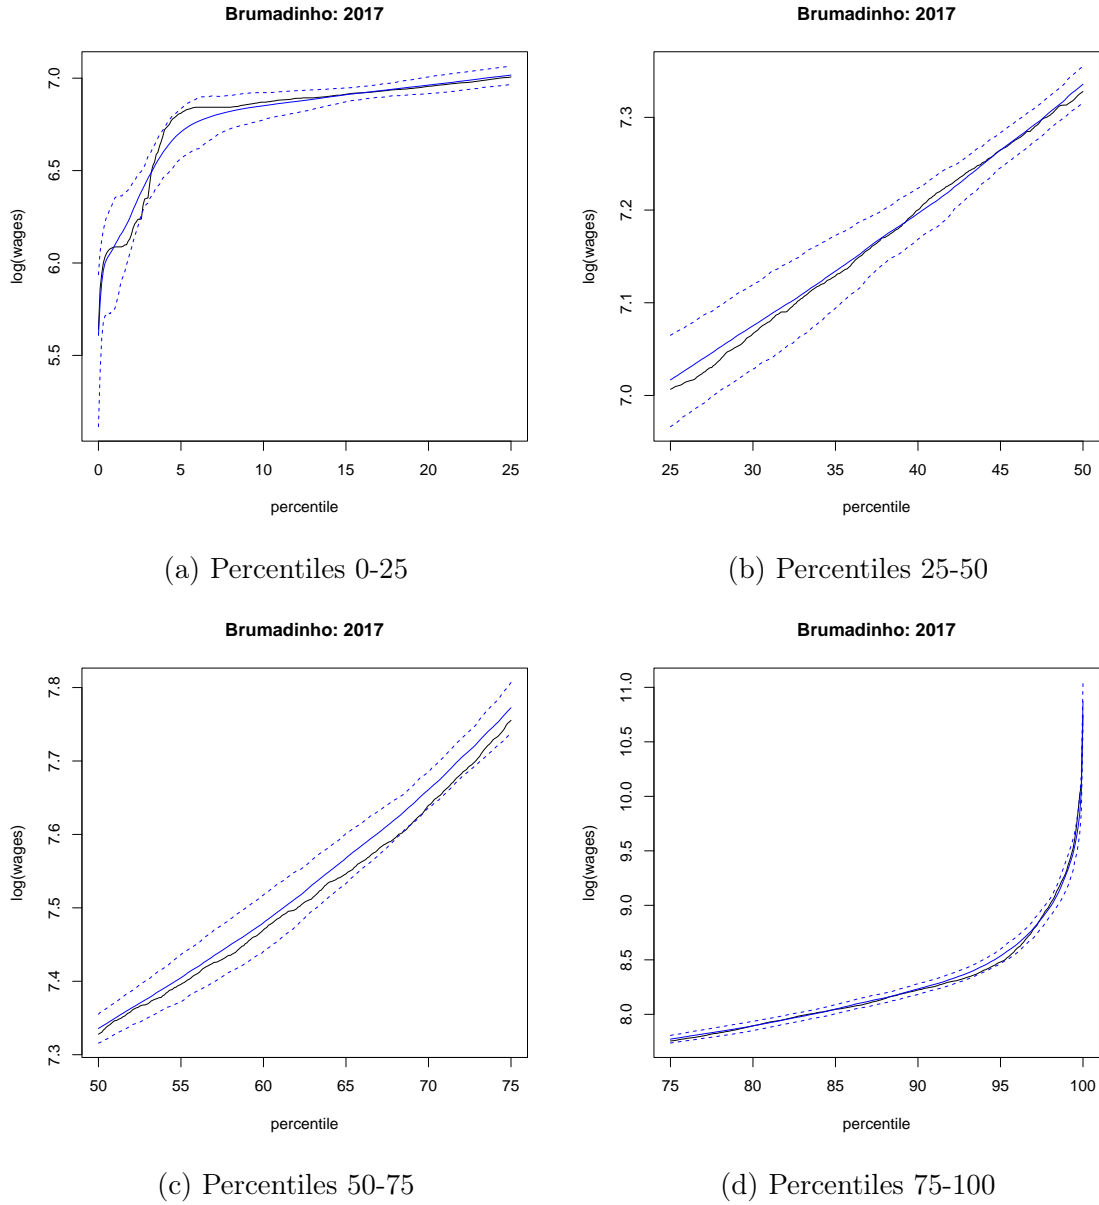 Brumadinho: 2017
log(wages)
7.0
6.5
6.0
5.5
0 5 10 15 20 25
percentile
(a) Percentiles 0-25
Brumadinho: 2017
log(wages)
7.3
7.2
7.1
7.0
25 30 35 40 45 50
percentile
(b) Percentiles 25-50
Brumadinho: 2017
log(wages)
7.8
7.7
7.6
7.5
7.4
7.3
50 55 60 65 70 75
percentile
(c) Percentiles 50-75
Brumadinho: 2017
log(wages)
11.0
10.5
10.0
9.5
9.0
8.5
8.0
75 80 85 90 95 100
percentile
(d) Percentiles 75-100